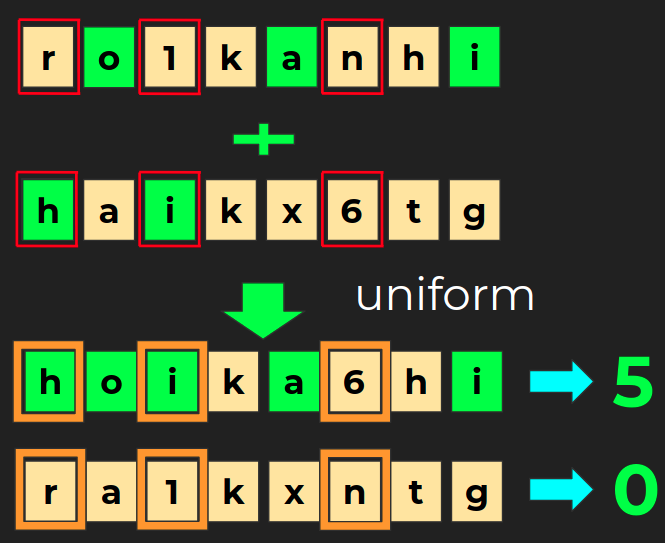 r o 1 k a n h i
+
h a i k x 6 t g
uniform
h o i k a 6 h i 5
r a 1 k x n t g 0